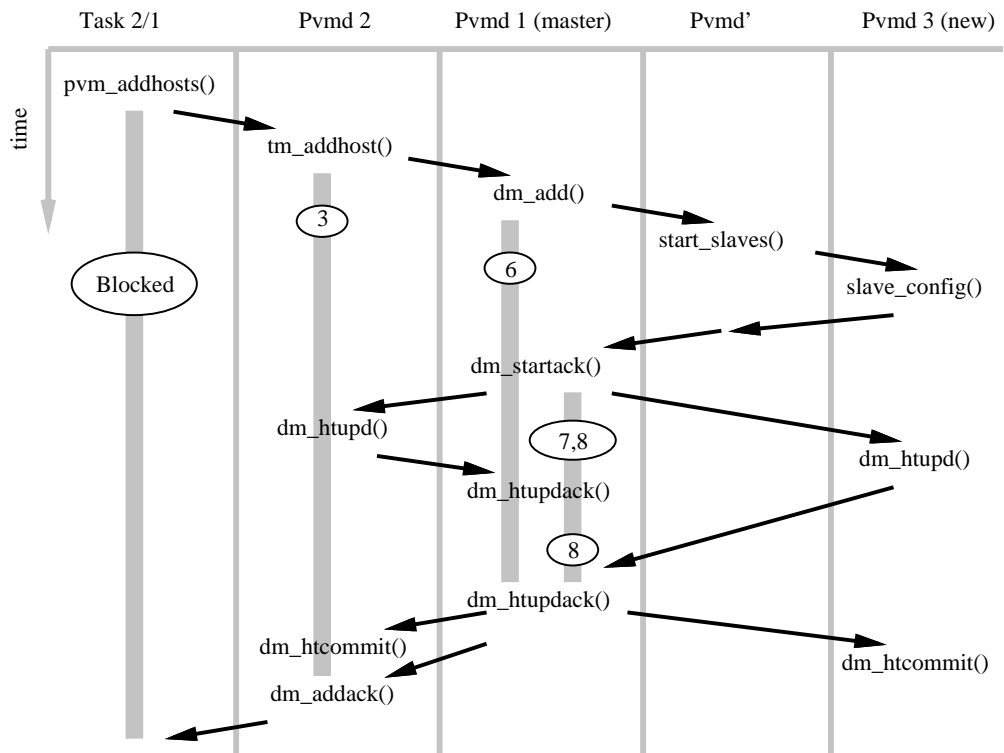 Task 2/1 Pvmd 2 Pvmd 1 (master) Pvmd’ Pvmd 3 (new)
time
pvm_addhosts()
tm_addhost()
dm_add()
3
start_slaves()
6
Blocked
slave_config()
dm_startack()
dm_htupd()
7,8
dm_htupd()
dm_htupdack()
8
dm_htupdack()
dm_htcommit()
dm_htcommit()
dm_addack()